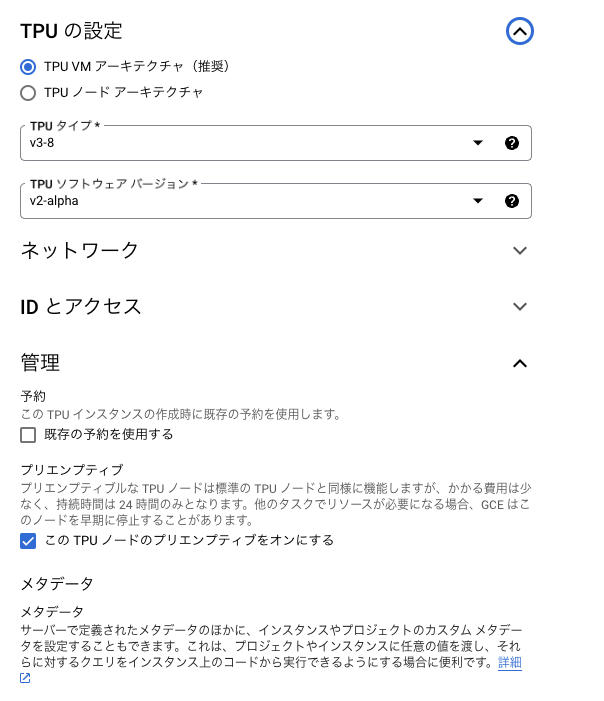 TPU の設定
TPU VM アーキテクチャ（推奨）
TPU ノード アーキテクチャ
TPU タイプ *
v3-8
TPU ソフトウェア バージョン *
v2-alpha
ネットワーク
ID とアクセス
管理
予約
この TPU インスタンスの作成時に既存の予約を使用します。
既存の予約を使用する
プリエンプティブ
プリエンプティブルな TPU ノードは標準の TPU ノードと同様に機能しますが、かかる費用は少
なく、持続時間は 24 時間のみとなります。他のタスクでリソースが必要になる場合、GCE はこ
のノードを早期に停止することがあります。
この TPU ノードのプリエンプティブをオンにする
メタデータ
メタデータ
サーバーで定義されたメタデータのほかに、インスタンスやプロジェクトのカスタム メタデー
タを設定することもできます。これは、プロジェクトやインスタンスに任意の値を渡し、それ
らに対するクエリをインスタンス上のコードから実行できるようにする場合に便利です。詳細